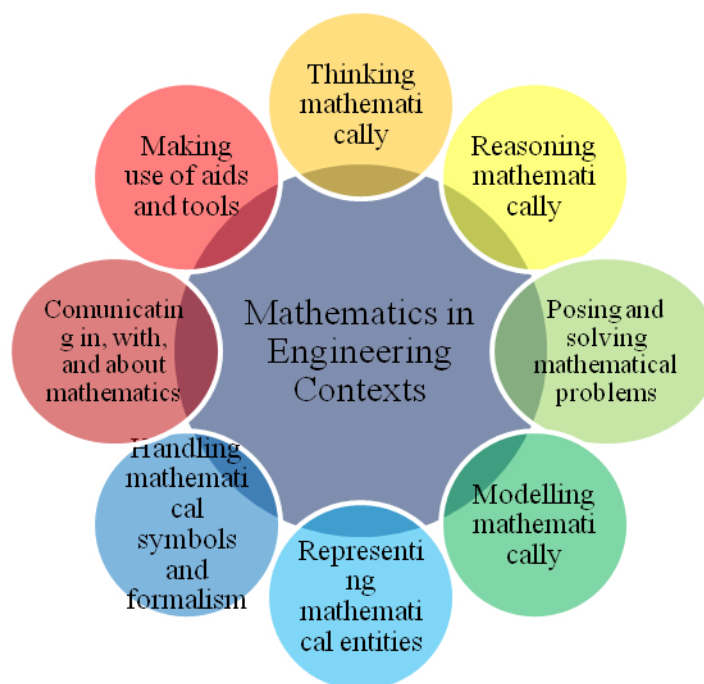 Thinking
mathemati
cally
Reasoning
mathemati
cally
Posing and
solving
mathematical
problems
Modelling
mathemati
cally
Representi
ng
mathemati
cal entities
Handling
mathemati
cal
symbols
and
formalism
Comunicatin
g in, with,
and about
mathematics
Making
use of aids
and tools
Mathematics in
Engineering
Contexts